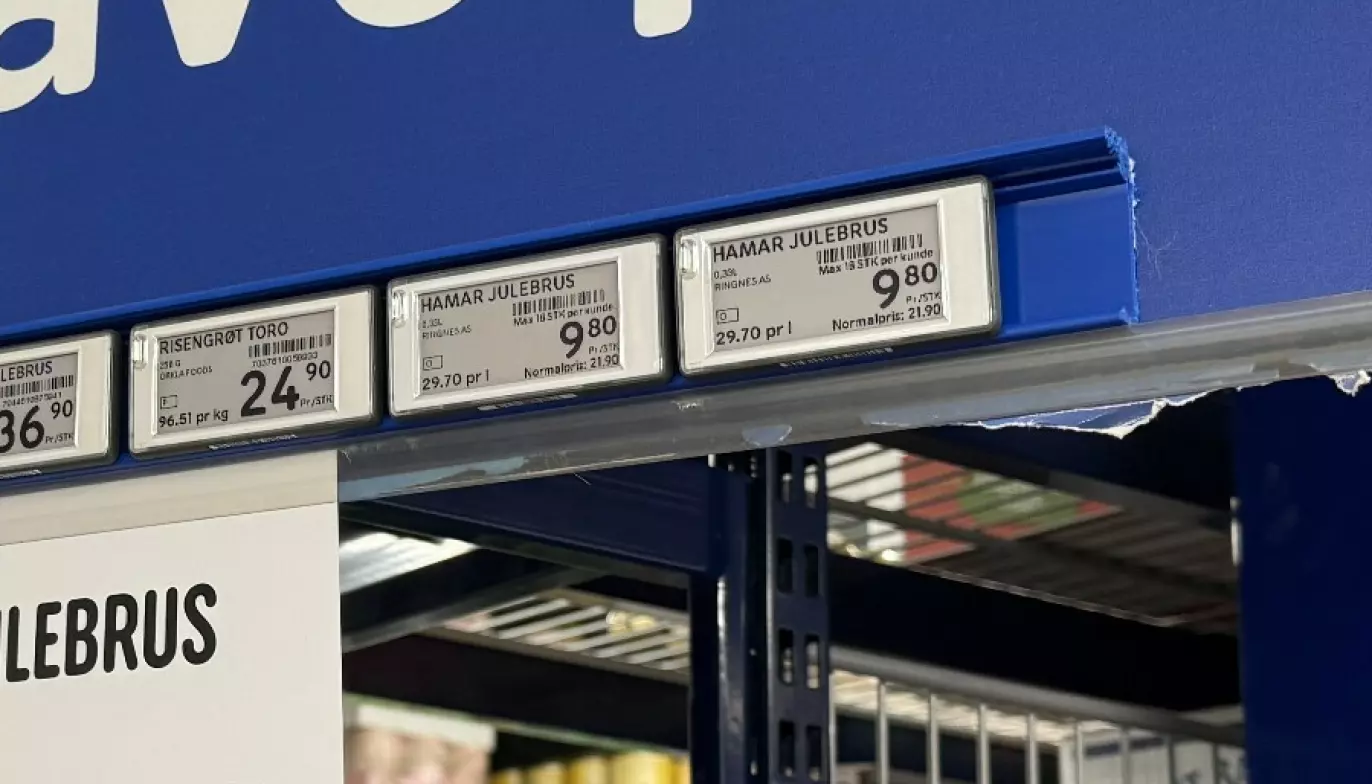 LEBRUS
36 90
Pr/STK
RISENGRØT TORO
258 G
ORKLA FOODS
96.51 pr kg
24 90
Pr/STK
HAMAR JULEBRUS
0,33L
RINGNES AS
Max 18 STK per kunde
9 80
Pr/STK
29.70 pr l
Normalpris: 21.90
HAMAR JULEBRUS
0,33L
RINGNES AS
Max 18 STK per kunde
9 80
Pr/STK
29.70 pr l
Normalpris: 21.90
LEBRUS